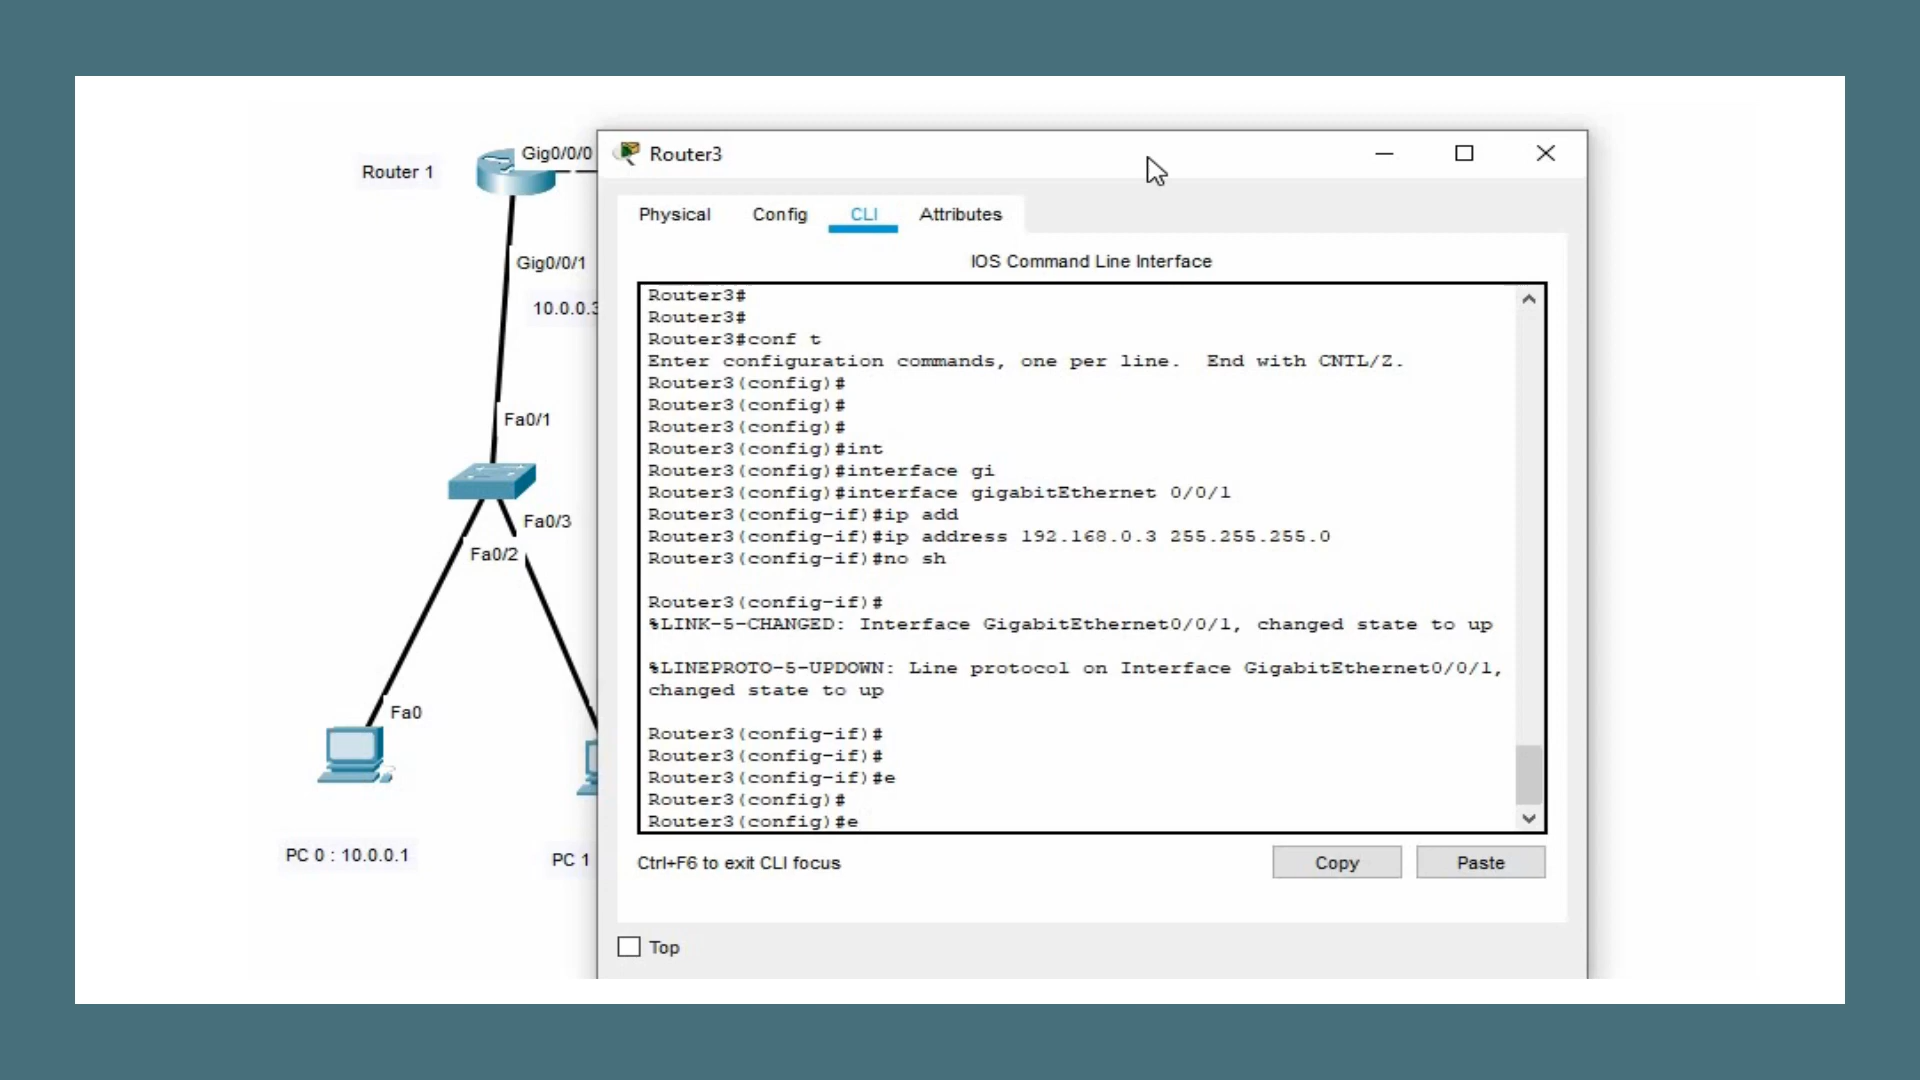 Router 1
Gig0/0/0
Gig0/0/1
10.0.0.3
Fa0/1
Fa0/3
Fa0/2
Fa0
PC 0 : 10.0.0.1
PC 1
Router3
Physical Config CLI Attributes
IOS Command Line Interface
Router3#
Router3#
Router3#conf t
Enter configuration commands, one per line.  End with CNTL/Z.
Router3(config)#
Router3(config)#
Router3(config)#
Router3(config)#int
Router3(config)#interface gi
Router3(config)#interface gigabitEthernet 0/0/1
Router3(config-if)#ip add
Router3(config-if)#ip address 192.168.0.3 255.255.255.0
Router3(config-if)#no sh
Router3(config-if)#
%LINK-5-CHANGED: Interface GigabitEthernet0/0/1, changed state to up
%LINEPROTO-5-UPDOWN: Line protocol on Interface GigabitEthernet0/0/1,
changed state to up
Router3(config-if)#
Router3(config-if)#
Router3(config-if)#e
Router3(config)#
Router3(config)#e
Ctrl+F6 to exit CLI focus
Copy Paste
Top